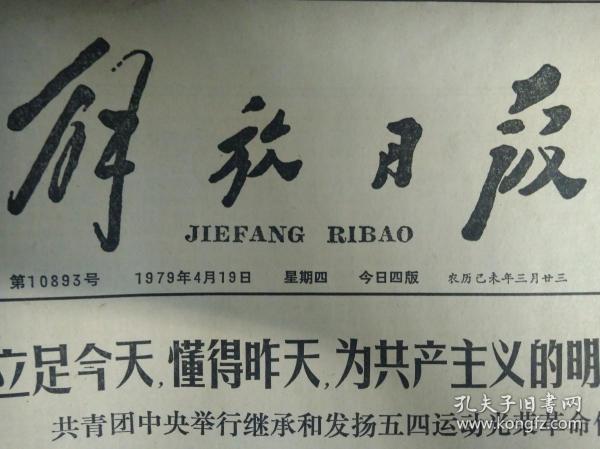 解放日报
JIEFANG RIBAO
第10893号 1979年4月19日 星期四 今日四版 农历己未年三月廿三
立足今天,懂得昨天,为共产主义的明
共青团中央举行继承和发扬五四运动光荣革命
孔夫子旧书网
www.kongfz.com